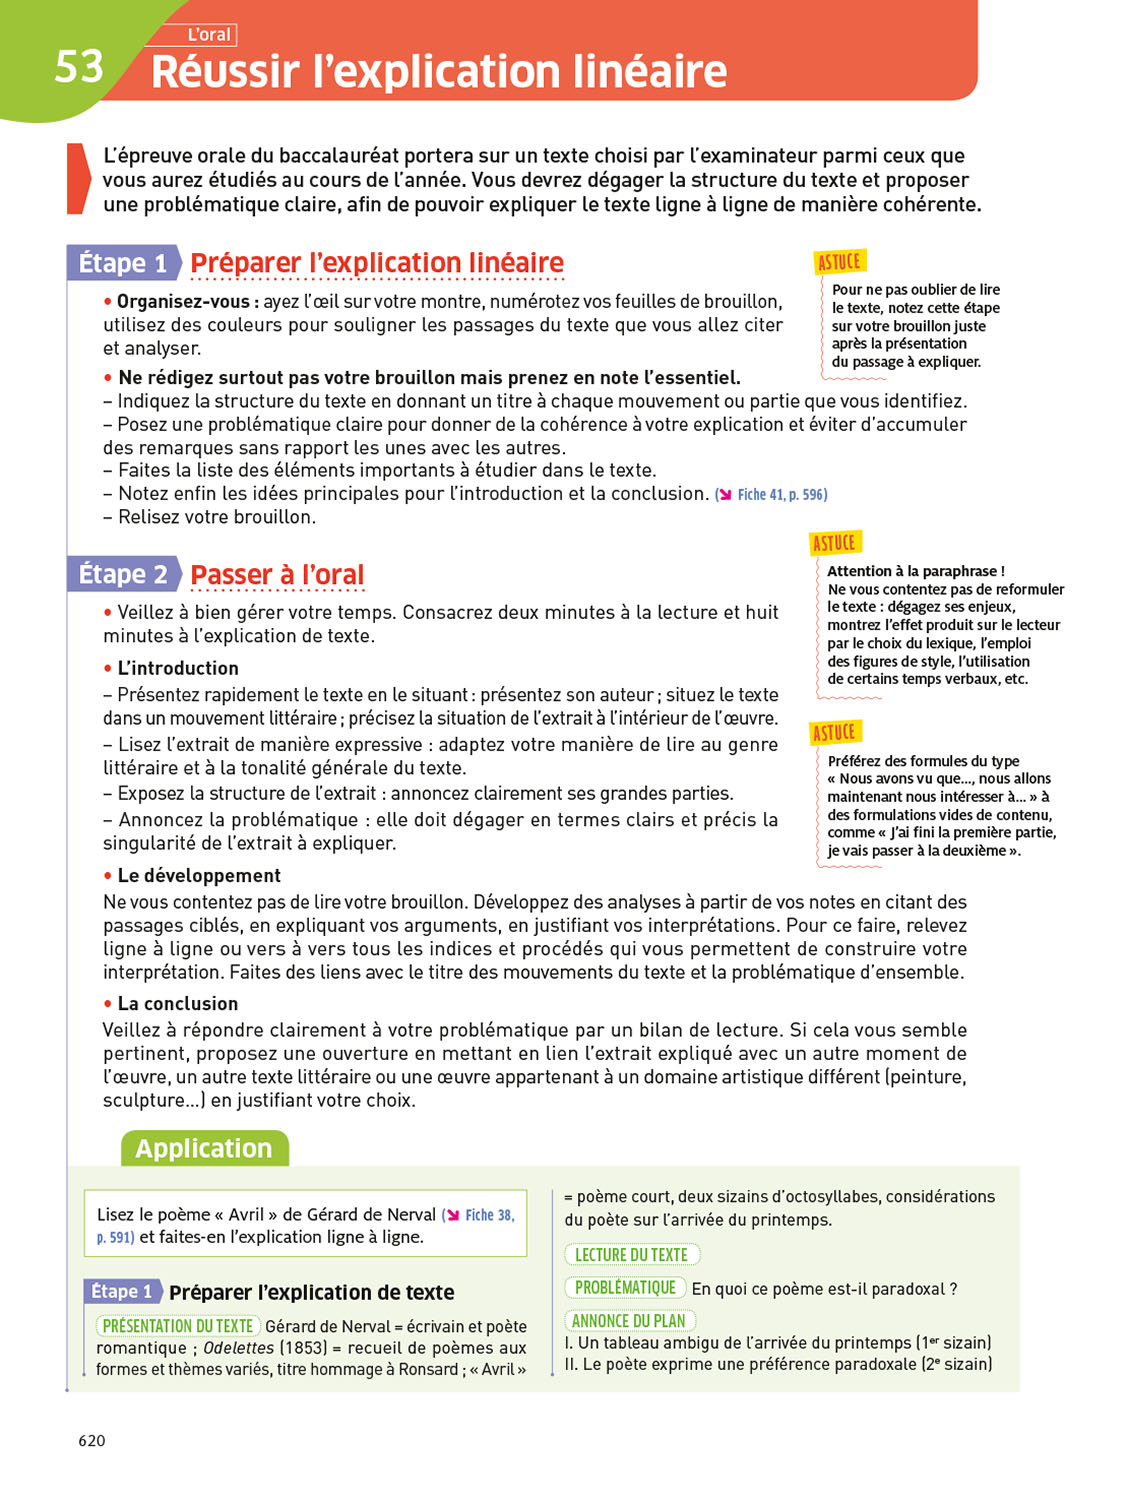 L'oral
53
Réussir l'explication linéaire
L'épreuve orale du baccalauréat portera sur un texte choisi par l'examinateur parmi ceux que
vous aurez étudiés au cours de l'année. Vous devrez dégager la structure du texte et proposer
une problématique claire, afin de pouvoir expliquer le texte ligne à ligne de manière cohérente.
Étape 1 Préparer l'explication linéaire
• Organisez-vous : ayez l'œil sur votre montre, numérotez vos feuilles de brouillon,
utilisez des couleurs pour souligner les passages du texte que vous allez citer
et analyser.
ASTUCE
Pour ne pas oublier de lire
le texte, notez cette étape
sur votre brouillon juste
après la présentation
du passage à expliquer.
• Ne rédigez surtout pas votre brouillon mais prenez en note l'essentiel.
– Indiquez la structure du texte en donnant un titre à chaque mouvement ou partie que vous identifiez.
– Posez une problématique claire pour donner de la cohérence à votre explication et éviter d'accumuler
des remarques sans rapport les unes avec les autres.
– Faites la liste des éléments importants à étudier dans le texte.
– Notez enfin les idées principales pour l'introduction et la conclusion. (↘ Fiche 41, p. 596)
– Relisez votre brouillon.
Étape 2 Passer à l'oral
• Veillez à bien gérer votre temps. Consacrez deux minutes à la lecture et huit
minutes à l'explication de texte.
• L'introduction
– Présentez rapidement le texte en le situant : présentez son auteur ; situez le texte
dans un mouvement littéraire ; précisez la situation de l'extrait à l'intérieur de l'œuvre.
– Lisez l'extrait de manière expressive : adaptez votre manière de lire au genre
littéraire et à la tonalité générale du texte.
– Exposez la structure de l'extrait : annoncez clairement ses grandes parties.
– Annoncez la problématique : elle doit dégager en termes clairs et précis la
singularité de l'extrait à expliquer.
ASTUCE
Attention à la paraphrase !
Ne vous contentez pas de reformuler
le texte : dégagez ses enjeux,
montrez l'effet produit sur le lecteur
par le choix du lexique, l'emploi
des figures de style, l'utilisation
de certains temps verbaux, etc.
ASTUCE
Préférez des formules du type
« Nous avons vu que..., nous allons
maintenant nous intéresser à... » à
des formulations vides de contenu,
comme « J'ai fini la première partie,
je vais passer à la deuxième ».
• Le développement
Ne vous contentez pas de lire votre brouillon. Développez des analyses à partir de vos notes en citant des
passages ciblés, en expliquant vos arguments, en justifiant vos interprétations. Pour ce faire, relevez
ligne à ligne ou vers à vers tous les indices et procédés qui vous permettent de construire votre
interprétation. Faites des liens avec le titre des mouvements du texte et la problématique d'ensemble.
• La conclusion
Veillez à répondre clairement à votre problématique par un bilan de lecture. Si cela vous semble
pertinent, proposez une ouverture en mettant en lien l'extrait expliqué avec un autre moment de
l'œuvre, un autre texte littéraire ou une œuvre appartenant à un domaine artistique différent (peinture,
sculpture...) en justifiant votre choix.
Application
Lisez le poème « Avril » de Gérard de Nerval (↘ Fiche 38,
p. 591) et faites-en l'explication ligne à ligne.
Étape 1 Préparer l'explication de texte
PRÉSENTATION DU TEXTE Gérard de Nerval = écrivain et poète
romantique ; Odelettes (1853) = recueil de poèmes aux
formes et thèmes variés, titre hommage à Ronsard ; « Avril »
= poème court, deux sizains d'octosyllabes, considérations
du poète sur l'arrivée du printemps.
LECTURE DU TEXTE
PROBLÉMATIQUE En quoi ce poème est-il paradoxal ?
ANNONCE DU PLAN
I. Un tableau ambigu de l'arrivée du printemps (1er sizain)
II. Le poète exprime une préférence paradoxale (2e sizain)
620